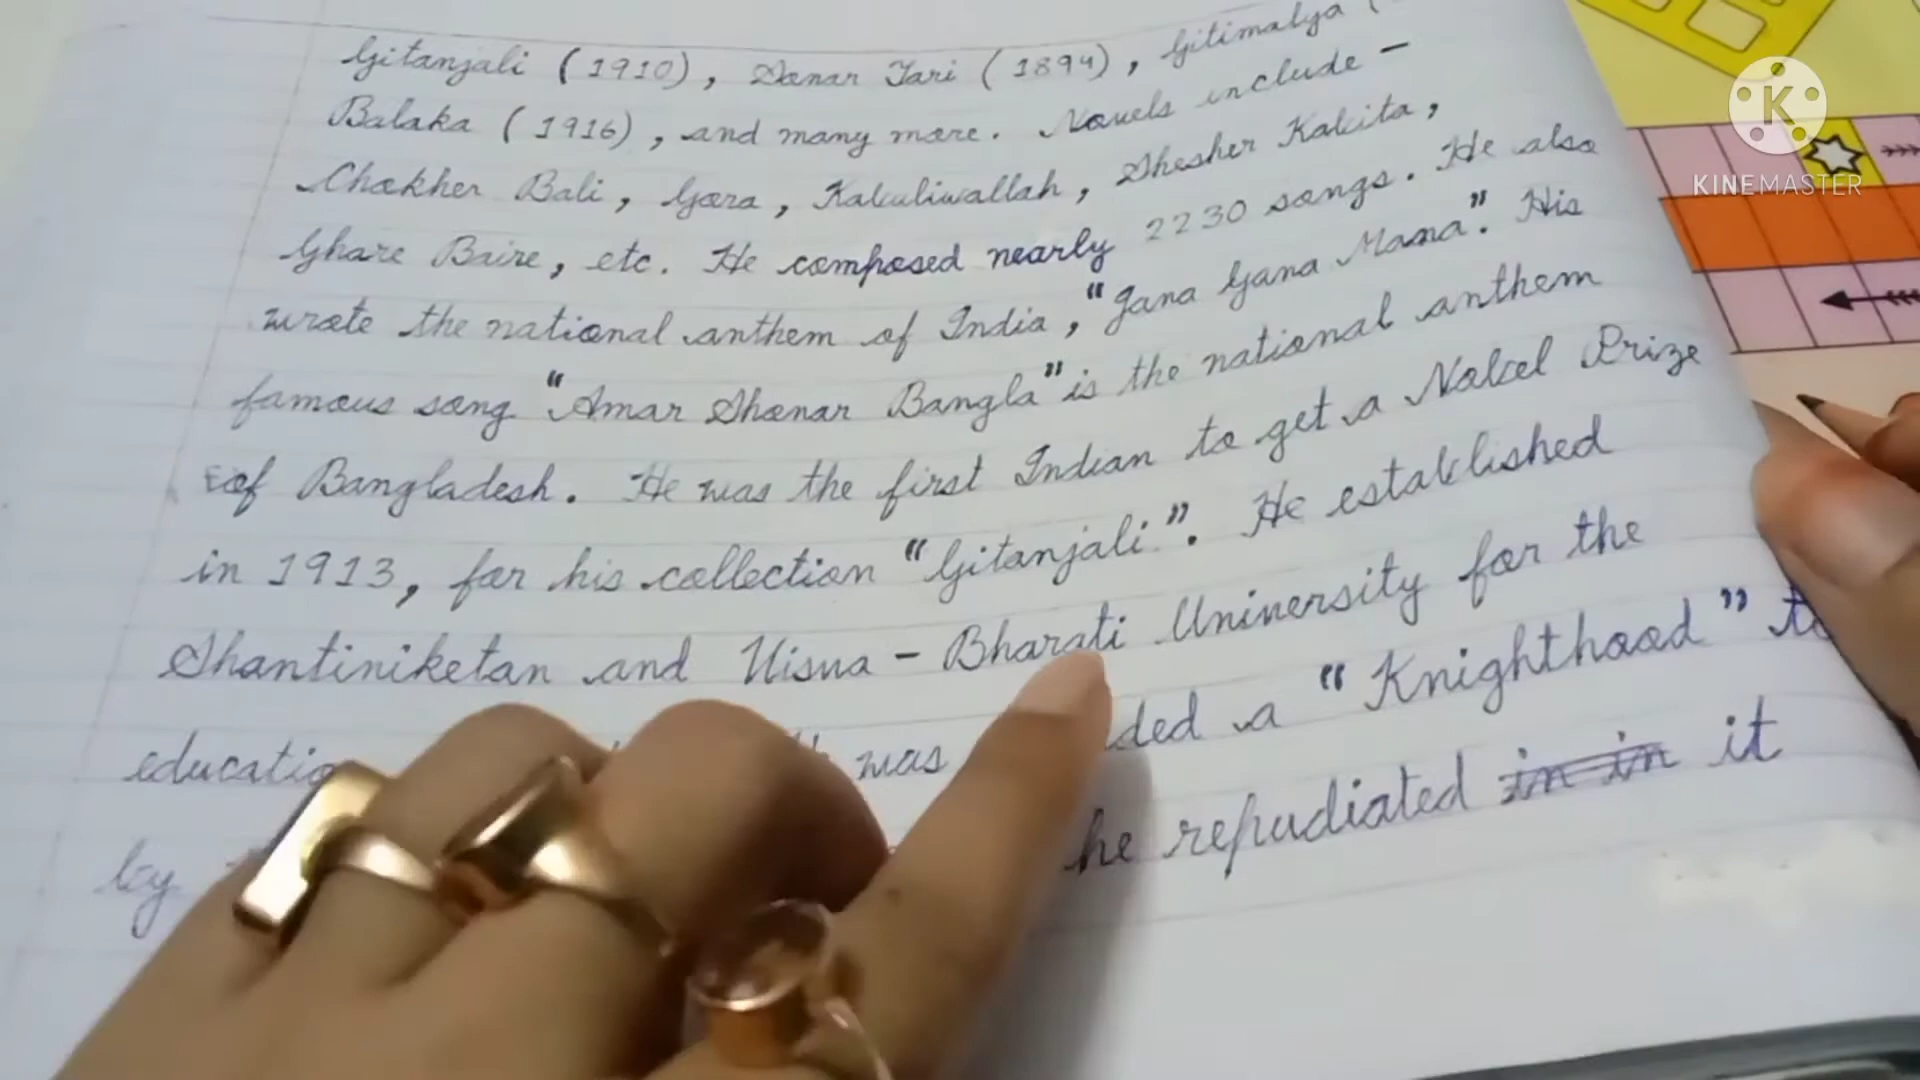 Gitanjali (1910), Sonar Tari (1894), Gitimalya (
Balaka (1916), and many more. Novels include -
Chokher Bali, Gora, Kabuliwallah, Shesher Kabita,
Ghare Baire, etc. He composed nearly 2230 songs. He also
wrote the national anthem of India, "Jana Gana Mana". His
famous song "Amar Shonar Bangla" is the national anthem
of Bangladesh. He was the first Indian to get a Nobel Prize
in 1913, for his collection "Gitanjali". He established
Shantiniketan and Visva - Bharati University for the
educatio was ded a "Knighthood" to
by he repudiated in in it
KINEMASTER